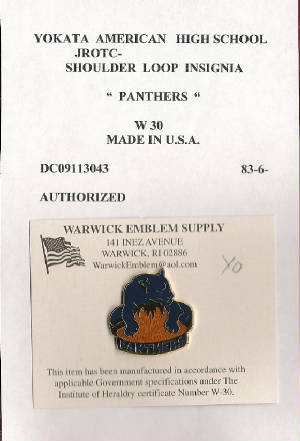 YOKATA AMERICAN HIGH SCHOOL
JROTC-
SHOULDER LOOP INSIGNIA
“ PANTHERS “
W 30
MADE IN U.S.A.
DC09113043 83-6-
AUTHORIZED
WARWICK EMBLEM SUPPLY
141 INEZ AVENUE
WARWICK, RI 02886
WarwickEmblem@aol.com
YO
PANTHERS
This item has been manufactured in accordance with
applicable Government specifications under The
Institute of Heraldry certificate Number W-30.